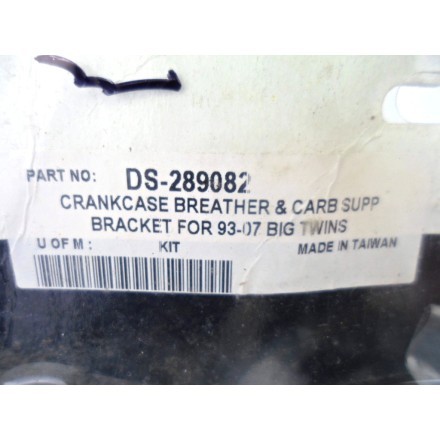 PART NO: DS-289082
CRANKCASE BREATHER & CARB SUPP
BRACKET FOR 93-07 BIG TWINS
U OF M : KIT MADE IN TAIWAN